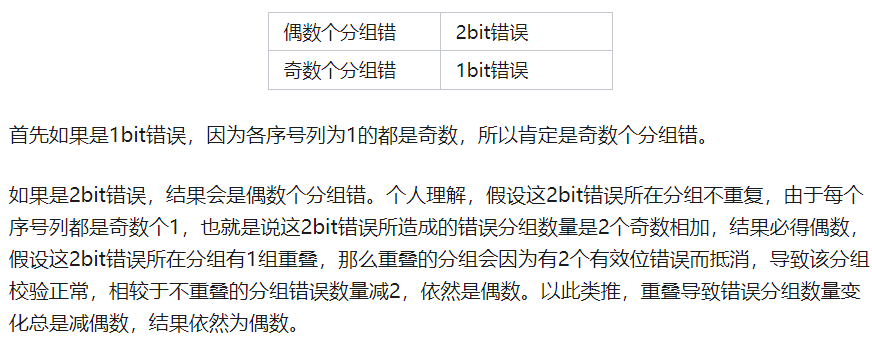 偶数个分组错 2bit错误
奇数个分组错 1bit错误
首先如果是1bit错误，因为各序号列为1的都是奇数，所以肯定是奇数个分组错。
如果是2bit错误，结果会是偶数个分组错。个人理解，假设这2bit错误所在分组不重复，由于每个
序号列都是奇数个1，也就是说这2bit错误所造成的错误分组数量是2个奇数相加，结果必得偶数，
假设这2bit错误所在分组有1组重叠，那么重叠的分组会因为有2个有效位错误而抵消，导致该分组
校验正常，相较于不重叠的分组错误数量减2，依然是偶数。以此类推，重叠导致错误分组数量变
化总是减偶数，结果依然为偶数。